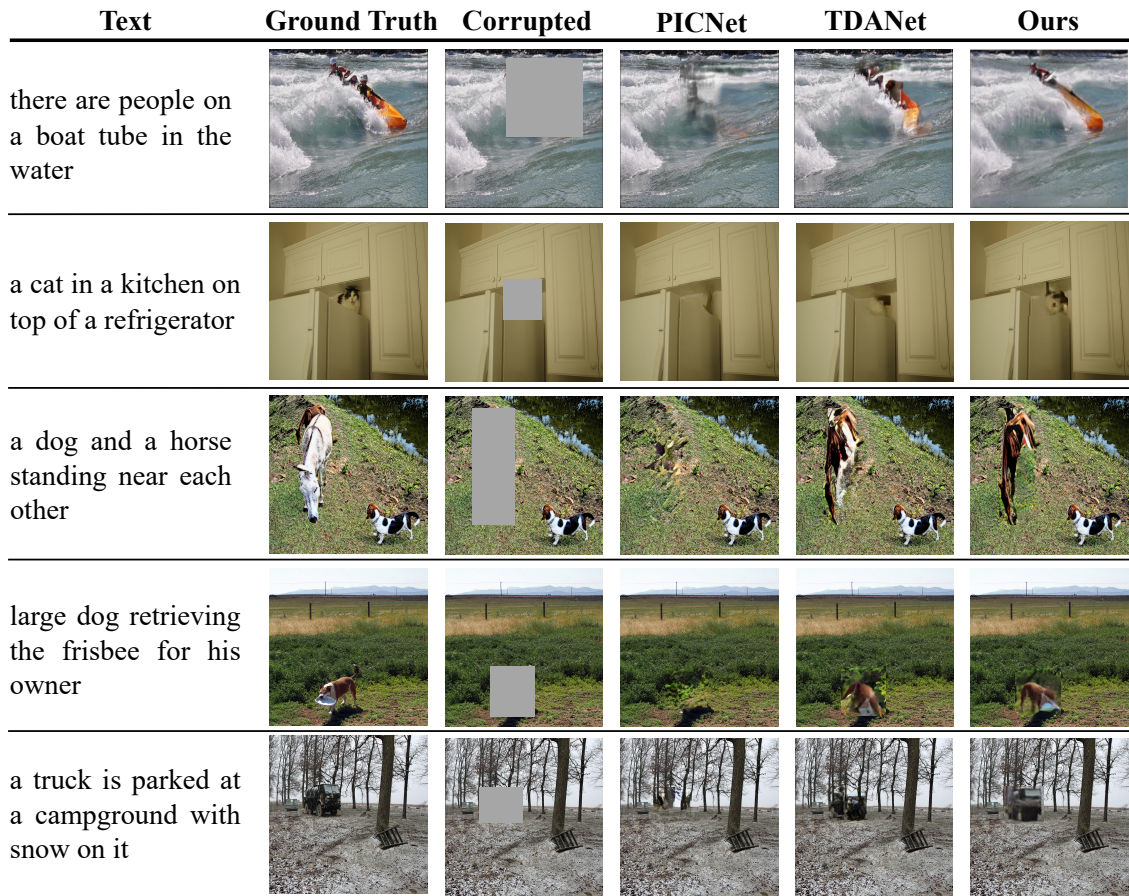 Text Ground Truth Corrupted PICNet TDANet Ours
there are people on
a boat tube in the
water
a cat in a kitchen on
top of a refrigerator
a dog and a horse
standing near each
other
large dog retrieving
the frisbee for his
owner
a truck is parked at
a campground with
snow on it